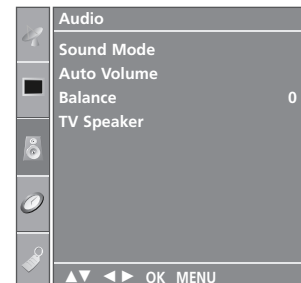 Audio
Sound Mode
Auto Volume
Balance 0
TV Speaker
▲▼ ◄► OK MENU